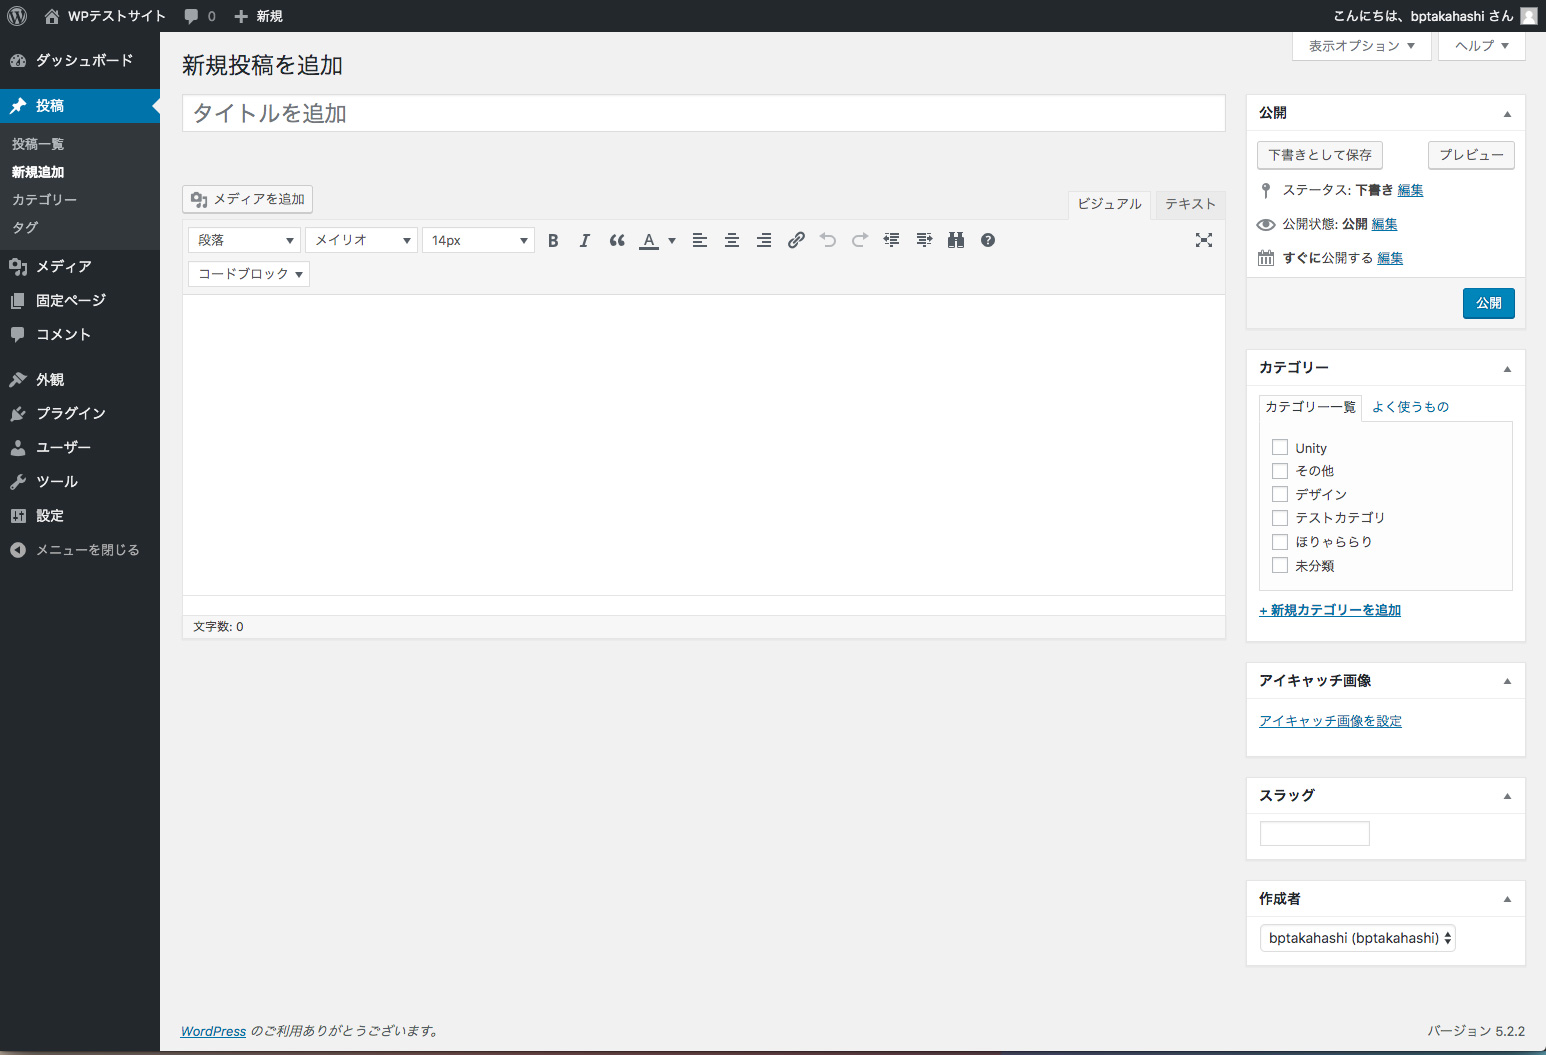 WPテストサイト 0 新規 こんにちは、bptakahashi さん
表示オプション ヘルプ
ダッシュボード
投稿
投稿一覧
新規追加
カテゴリー
タグ
メディア
固定ページ
コメント
外観
プラグイン
ユーザー
ツール
設定
メニューを閉じる
新規投稿を追加
タイトルを追加
メディアを追加
ビジュアル テキスト
段落 メイリオ 14px B I A
コードブロック
文字数: 0
公開
下書きとして保存 プレビュー
ステータス: 下書き 編集
公開状態: 公開 編集
すぐに公開する 編集
公開
カテゴリー
カテゴリー一覧 よく使うもの
Unity
その他
デザイン
テストカテゴリ
ほりゃららり
未分類
+ 新規カテゴリーを追加
アイキャッチ画像
アイキャッチ画像を設定
スラッグ
作成者
bptakahashi (bptakahashi)
WordPress のご利用ありがとうございます。
バージョン 5.2.2